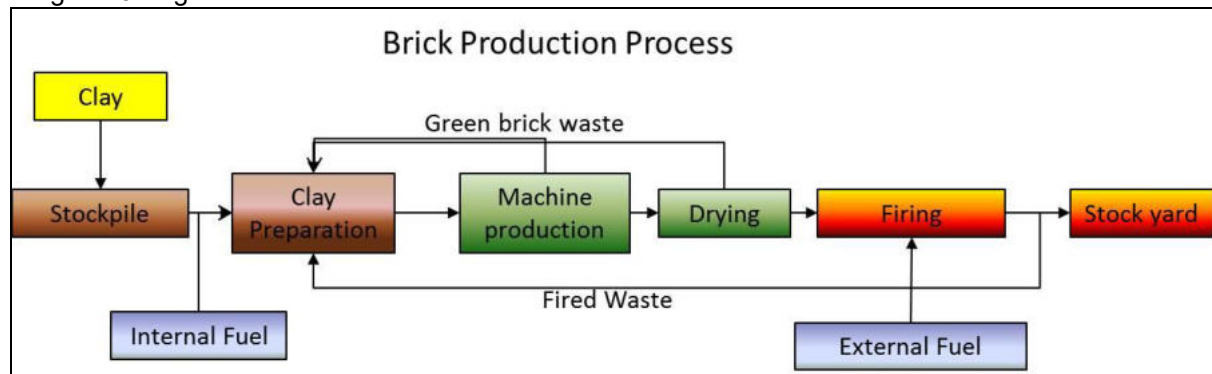 Brick Production Process
Clay
Green brick waste
Stockpile
Clay
Preparation
Machine
production
Drying
Firing
Stock yard
Fired Waste
Internal Fuel
External Fuel